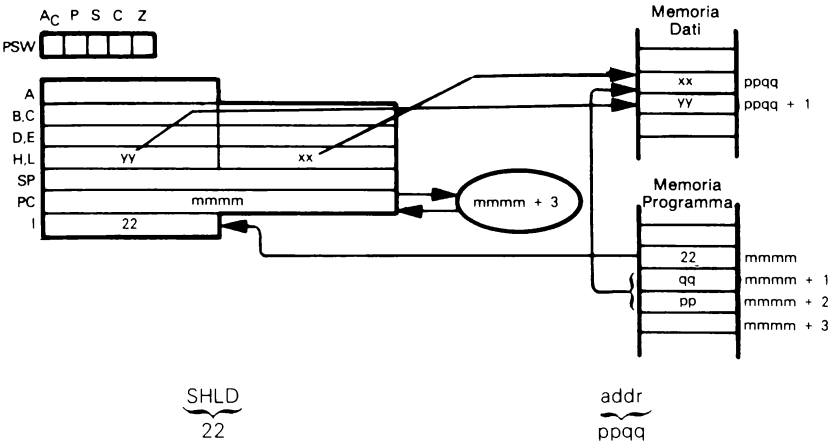 A_C P S C Z
PSW
A
B,C
D,E
H,L yy xx
SP
PC mmmm
I 22
mmmm + 3
Memoria
Dati
xx ppqq
yy ppqq + 1
Memoria
Programma
22 mmmm
qq mmmm + 1
pp mmmm + 2
mmmm + 3
SHLD addr
22 ppqq